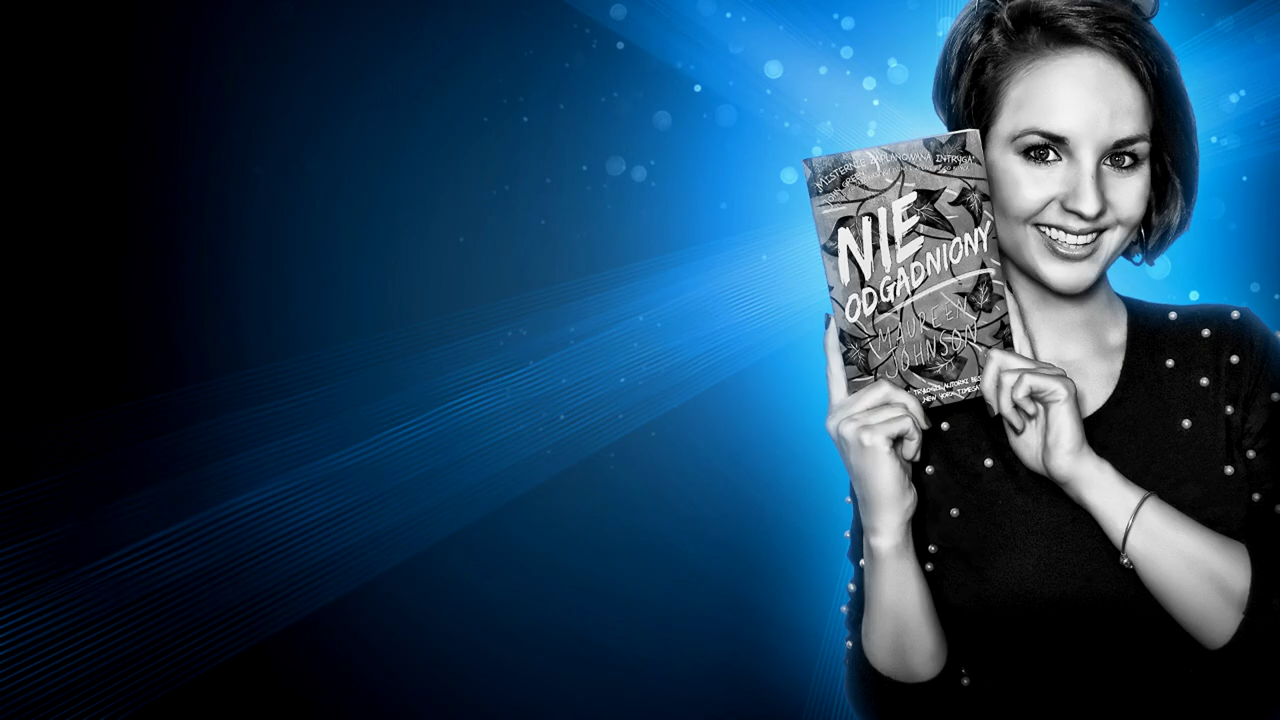 "MISTERNIE ZAPLANOWANA INTRYGA"
NIE
ODGADNIONY
MAUREEN
JOHNSON
NEW YORK TIMESA